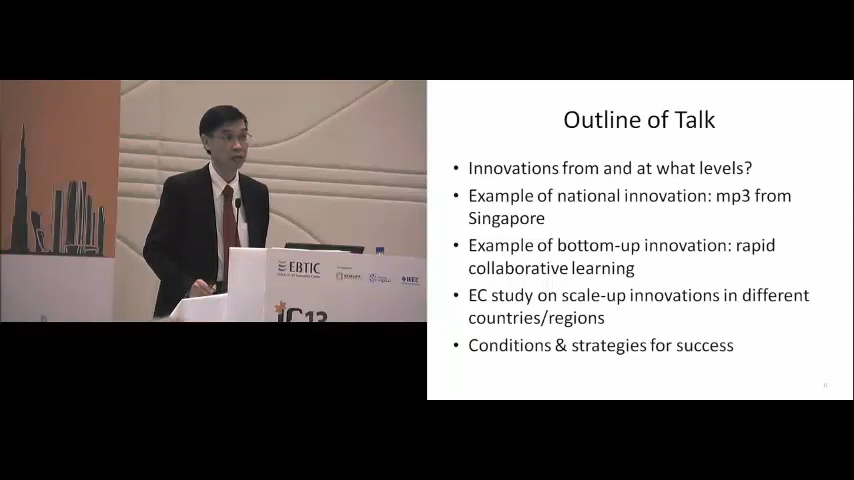 Outline of Talk
• Innovations from and at what levels?
• Example of national innovation: mp3 from
Singapore
• Example of bottom-up innovation: rapid
collaborative learning
• EC study on scale-up innovations in different
countries/regions
• Conditions & strategies for success
EBTIC
IEEE